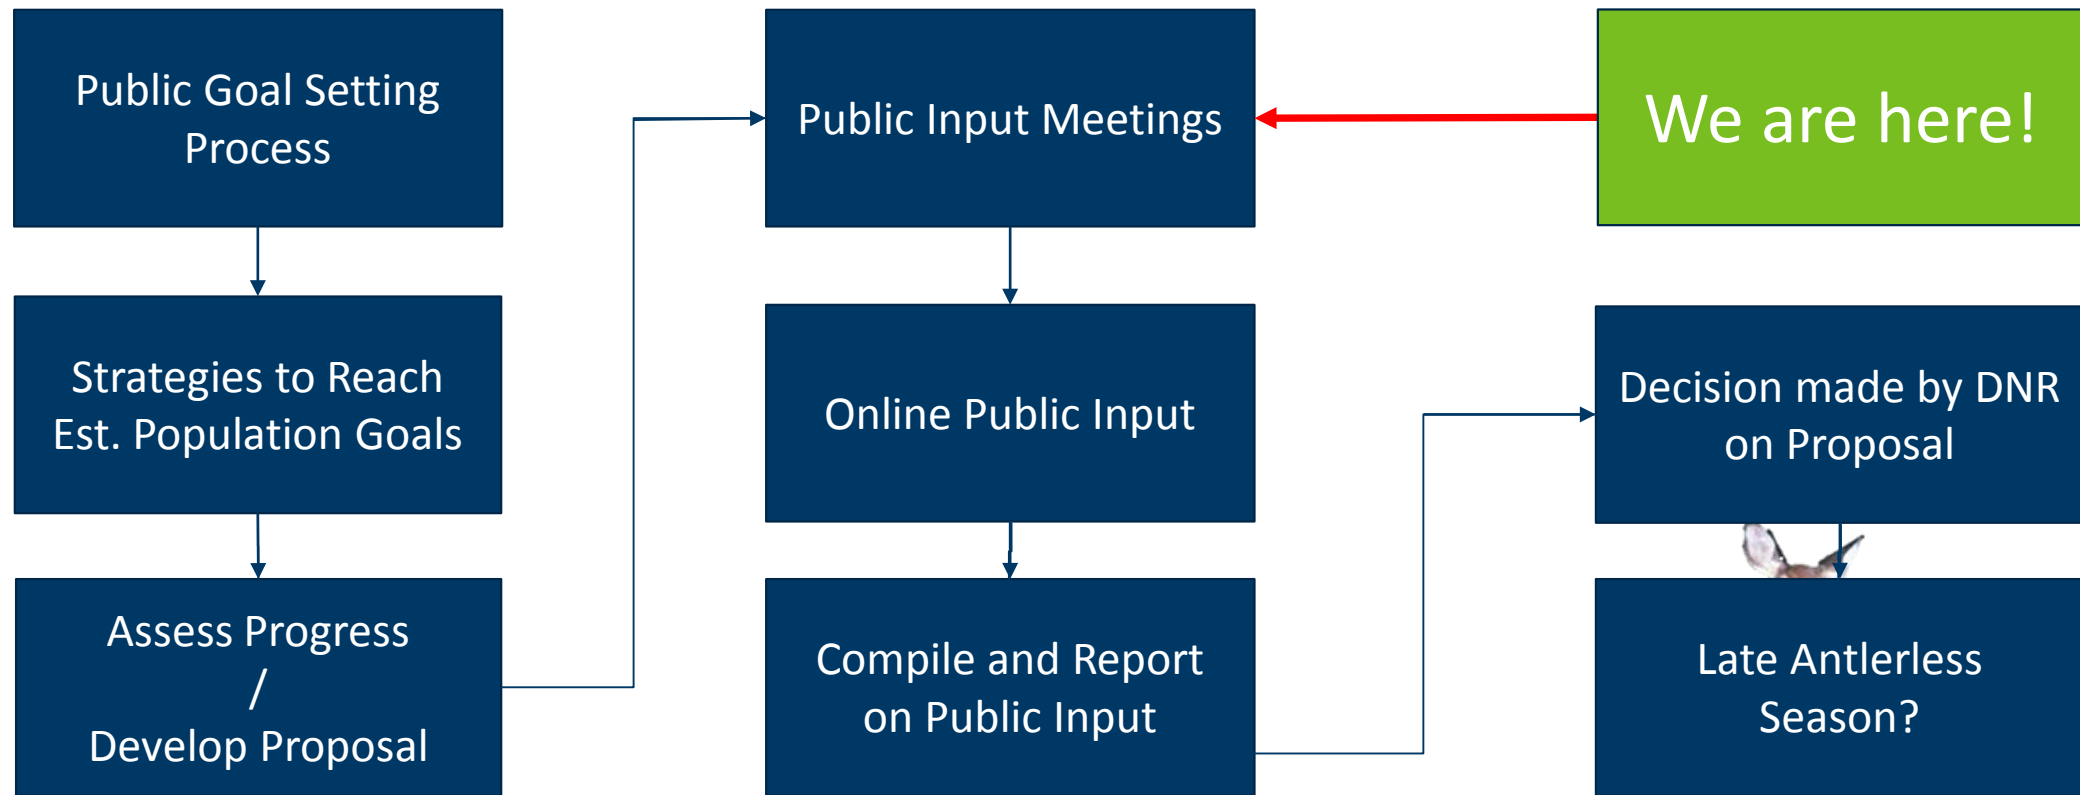 Public Goal Setting
Process
Strategies to Reach
Est. Population Goals
Assess Progress
/
Develop Proposal
Public Input Meetings
Online Public Input
Compile and Report
on Public Input
We are here!
Decision made by DNR
on Proposal
Late Antlerless
Season?